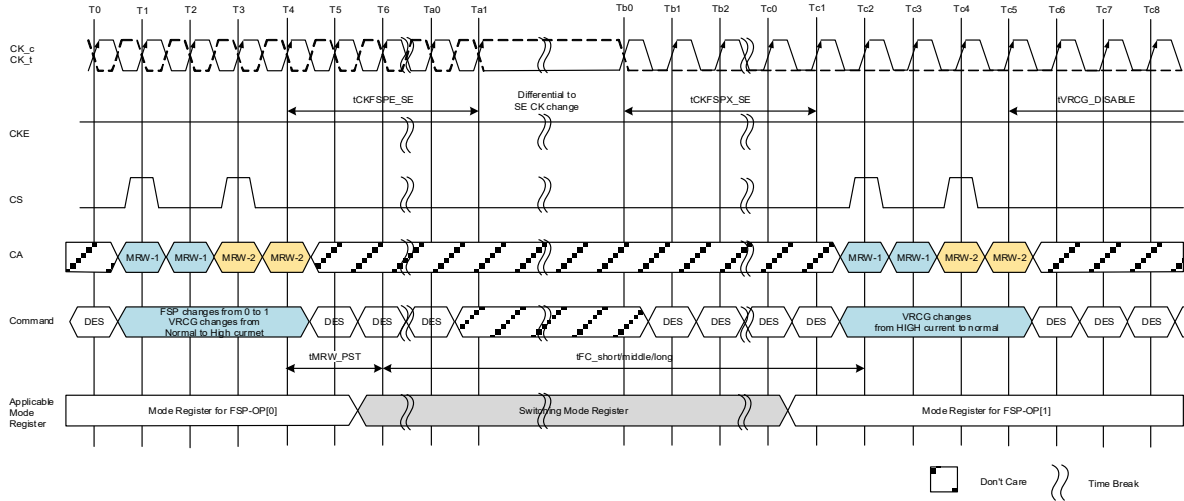 T0 T1 T2 T3 T4 T5 T6 Ta0 Ta1 Tb0 Tb1 Tb2 Tc0 Tc1 Tc2 Tc3 Tc4 Tc5 Tc6 Tc7 Tc8
CK_c
CK_t
tCKFSPE_SE
Differential to
SE CK change
tCKFSPX_SE
tVRCG_DISABLE
CKE
CS
CA
MRW-1 MRW-1 MRW-2 MRW-2 MRW-1 MRW-1 MRW-2 MRW-2
Command
DES
FSP changes from 0 to 1
VRCG changes from
Normal to High curmet
DES DES DES DES DES DES DES
VRCG changes
from HIGH current to normal
DES DES DES
tMRW_PST
tFC_short/middle/long
Applicable
Mode
Register
Mode Register for FSP-OP[0]
Switching Mode Register
Mode Register for FSP-OP[1]
Don't Care
Time Break